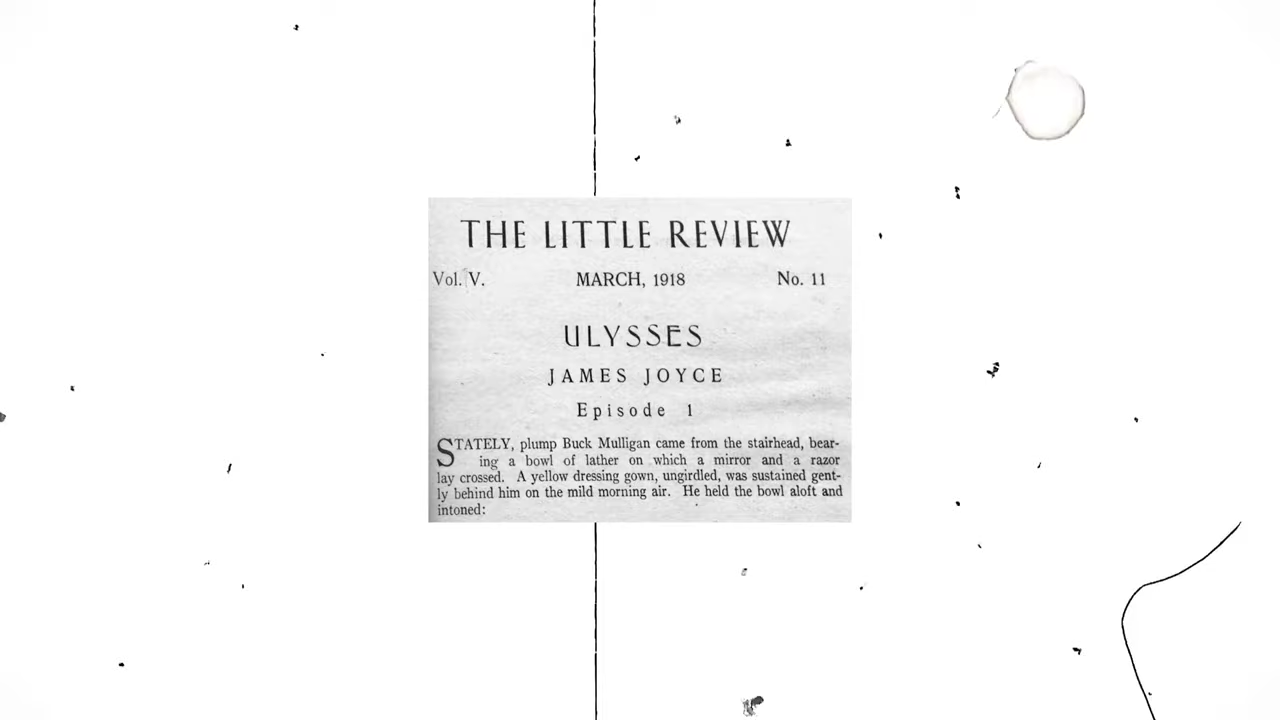 THE LITTLE REVIEW
Vol. V. MARCH, 1918 No. 11
ULYSSES
JAMES JOYCE
Episode 1
STATELY, plump Buck Mulligan came from the stairhead, bear-
ing a bowl of lather on which a mirror and a razor
lay crossed. A yellow dressing gown, ungirdled, was sustained gent-
ly behind him on the mild morning air. He held the bowl aloft and
intoned: